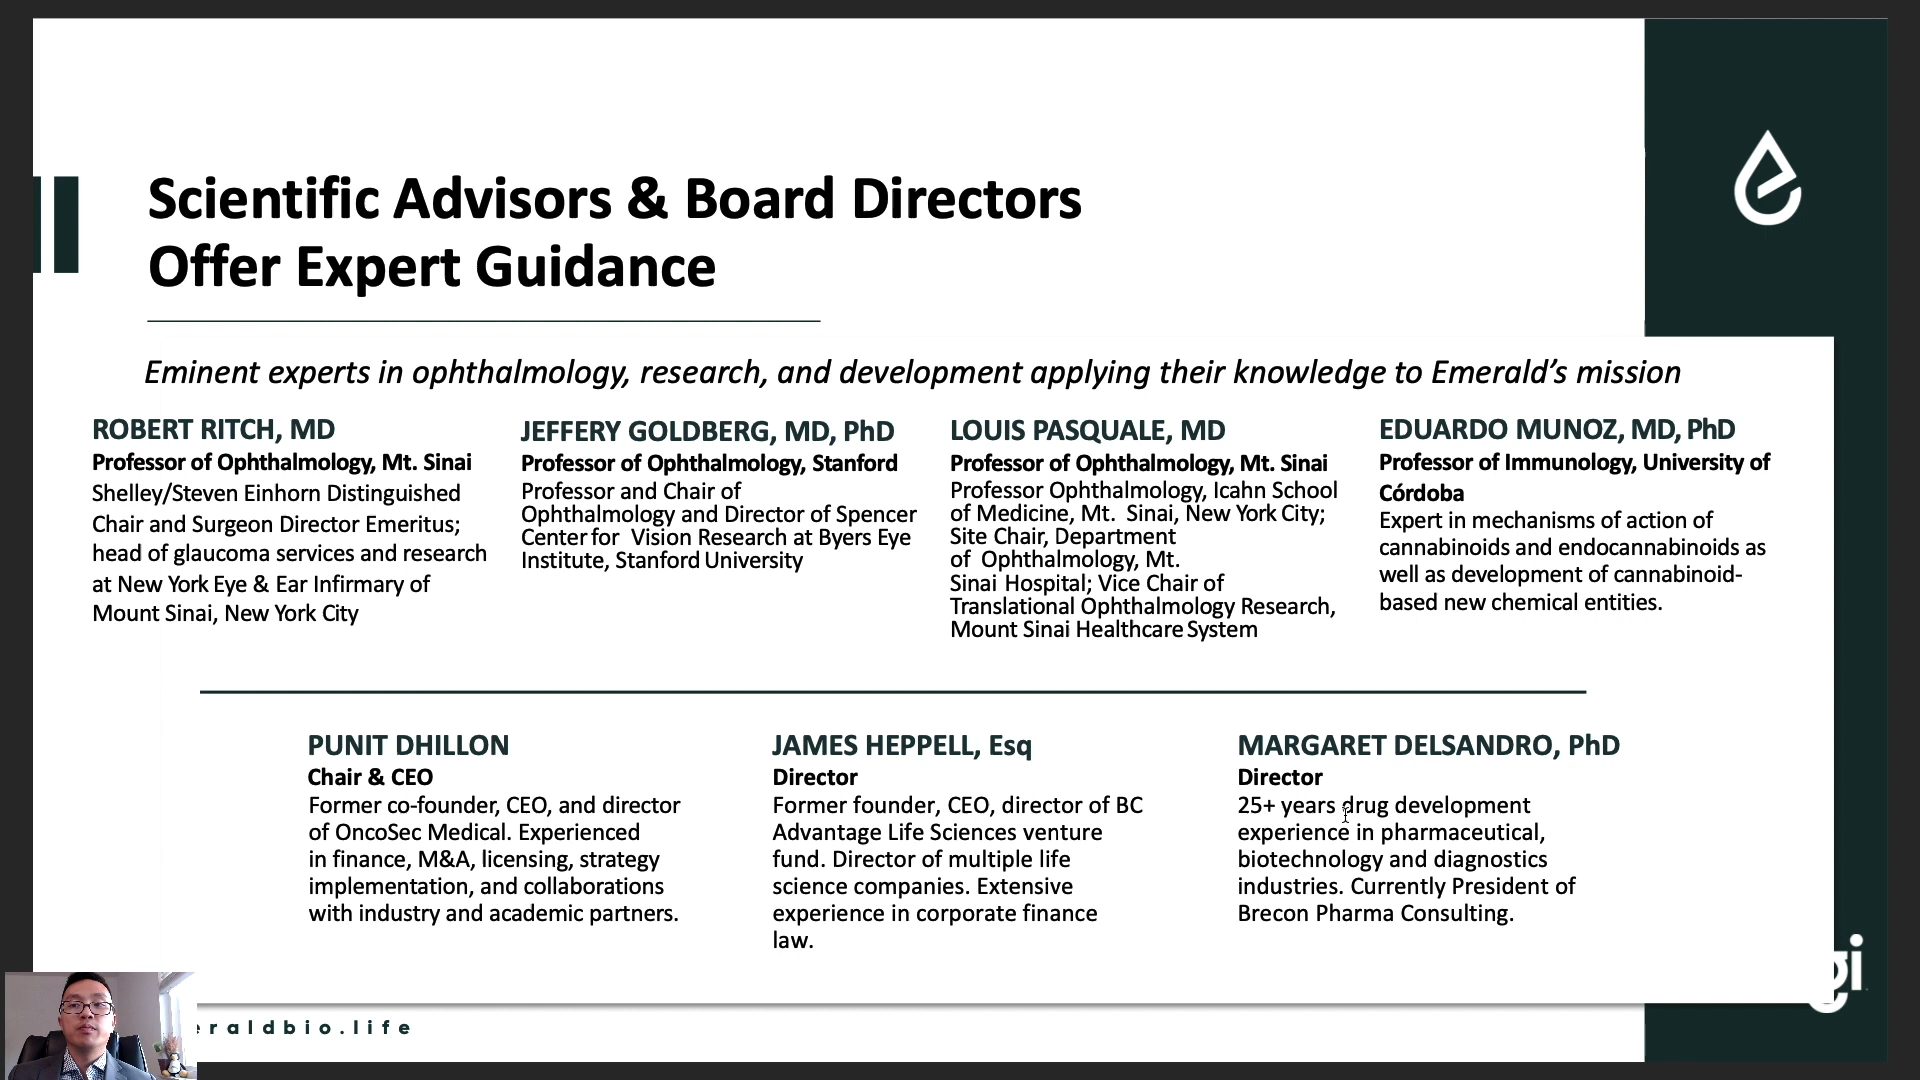 Scientific Advisors & Board Directors
Offer Expert Guidance
Eminent experts in ophthalmology, research, and development applying their knowledge to Emerald's mission
ROBERT RITCH, MD
Professor of Ophthalmology, Mt. Sinai
Shelley/Steven Einhorn Distinguished
Chair and Surgeon Director Emeritus;
head of glaucoma services and research
at New York Eye & Ear Infirmary of
Mount Sinai, New York City
JEFFERY GOLDBERG, MD, PhD
Professor of Ophthalmology, Stanford
Professor and Chair of
Ophthalmology and Director of Spencer
Center for Vision Research at Byers Eye
Institute, Stanford University
LOUIS PASQUALE, MD
Professor of Ophthalmology, Mt. Sinai
Professor Ophthalmology, Icahn School
of Medicine, Mt. Sinai, New York City;
Site Chair, Department
of Ophthalmology, Mt.
Sinai Hospital; Vice Chair of
Translational Ophthalmology Research,
Mount Sinai Healthcare System
EDUARDO MUNOZ, MD, PhD
Professor of Immunology, University of
Córdoba
Expert in mechanisms of action of
cannabinoids and endocannabinoids as
well as development of cannabinoid-
based new chemical entities.
PUNIT DHILLON
Chair & CEO
Former co-founder, CEO, and director
of OncoSec Medical. Experienced
in finance, M&A, licensing, strategy
implementation, and collaborations
with industry and academic partners.
JAMES HEPPELL, Esq
Director
Former founder, CEO, director of BC
Advantage Life Sciences venture
fund. Director of multiple life
science companies. Extensive
experience in corporate finance
law.
MARGARET DELSANDRO, PhD
Director
25+ years drug development
experience in pharmaceutical,
biotechnology and diagnostics
industries. Currently President of
Brecon Pharma Consulting.
eraldbio.life
gi